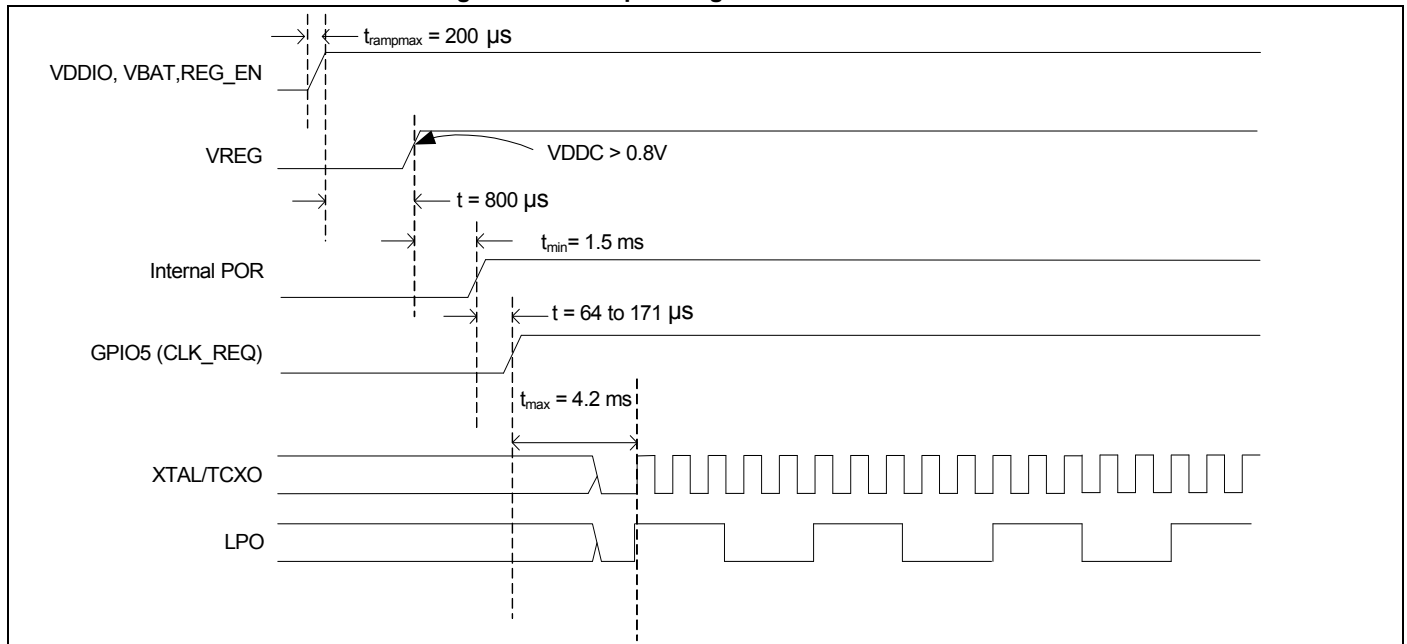 t_rampmax = 200 µs
VDDIO, VBAT,REG_EN
VREG
VDDC > 0.8V
t = 800 µs
t_min= 1.5 ms
Internal POR
t = 64 to 171 µs
GPIO5 (CLK_REQ)
t_max = 4.2 ms
XTAL/TCXO
LPO